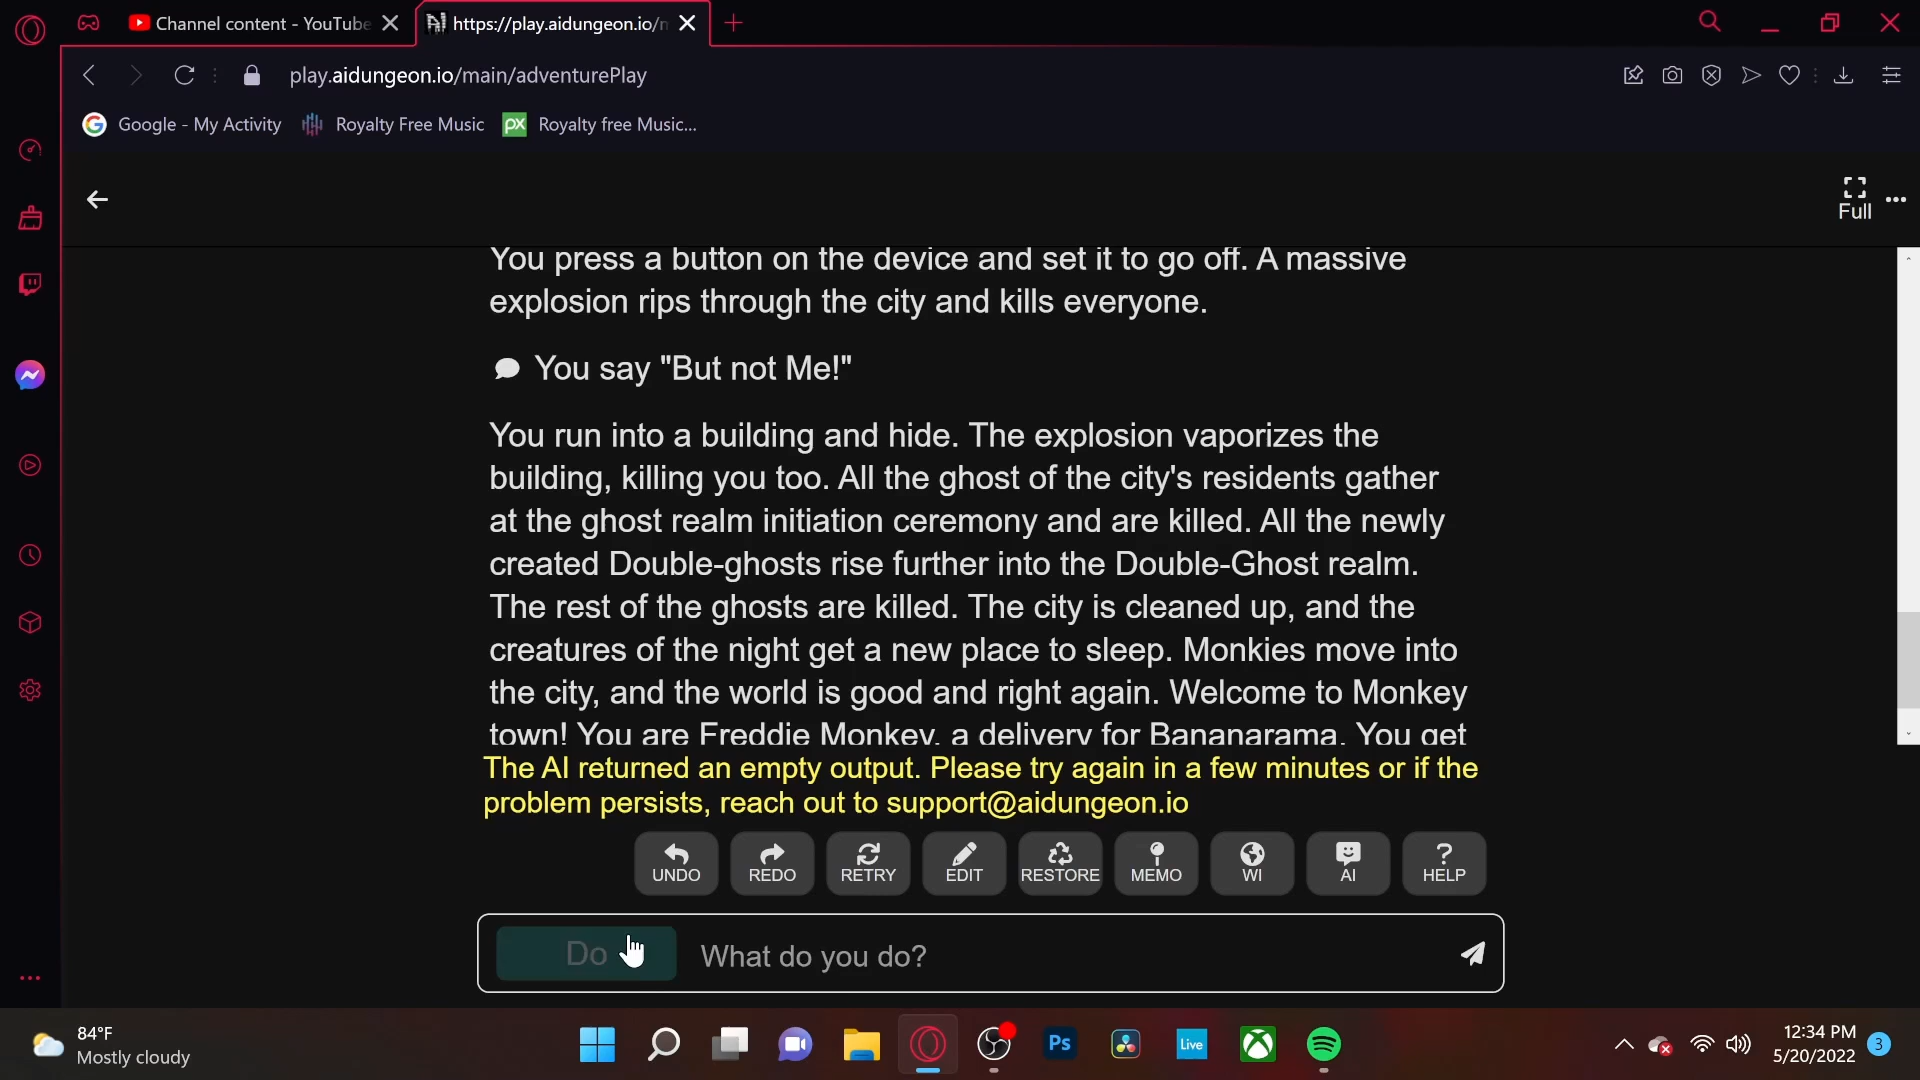 Channel content - YouTube
https://play.aidungeon.io/
play.aidungeon.io/main/adventurePlay
Google - My Activity
Royalty Free Music
px
Royalty free Music...
Full
You press a button on the device and set it to go off. A massive
explosion rips through the city and kills everyone.
You say "But not Me!"
You run into a building and hide. The explosion vaporizes the
building, killing you too. All the ghost of the city's residents gather
at the ghost realm initiation ceremony and are killed. All the newly
created Double-ghosts rise further into the Double-Ghost realm.
The rest of the ghosts are killed. The city is cleaned up, and the
creatures of the night get a new place to sleep. Monkies move into
the city, and the world is good and right again. Welcome to Monkey
town! You are Freddie Monkey, a delivery for Bananarama. You get
The AI returned an empty output. Please try again in a few minutes or if the
problem persists, reach out to support@aidungeon.io
UNDO
REDO
RETRY
EDIT
RESTORE
MEMO
WI
AI
HELP
Do
What do you do?
84°F
Mostly cloudy
Ps
Live
12:34 PM
5/20/2022
3